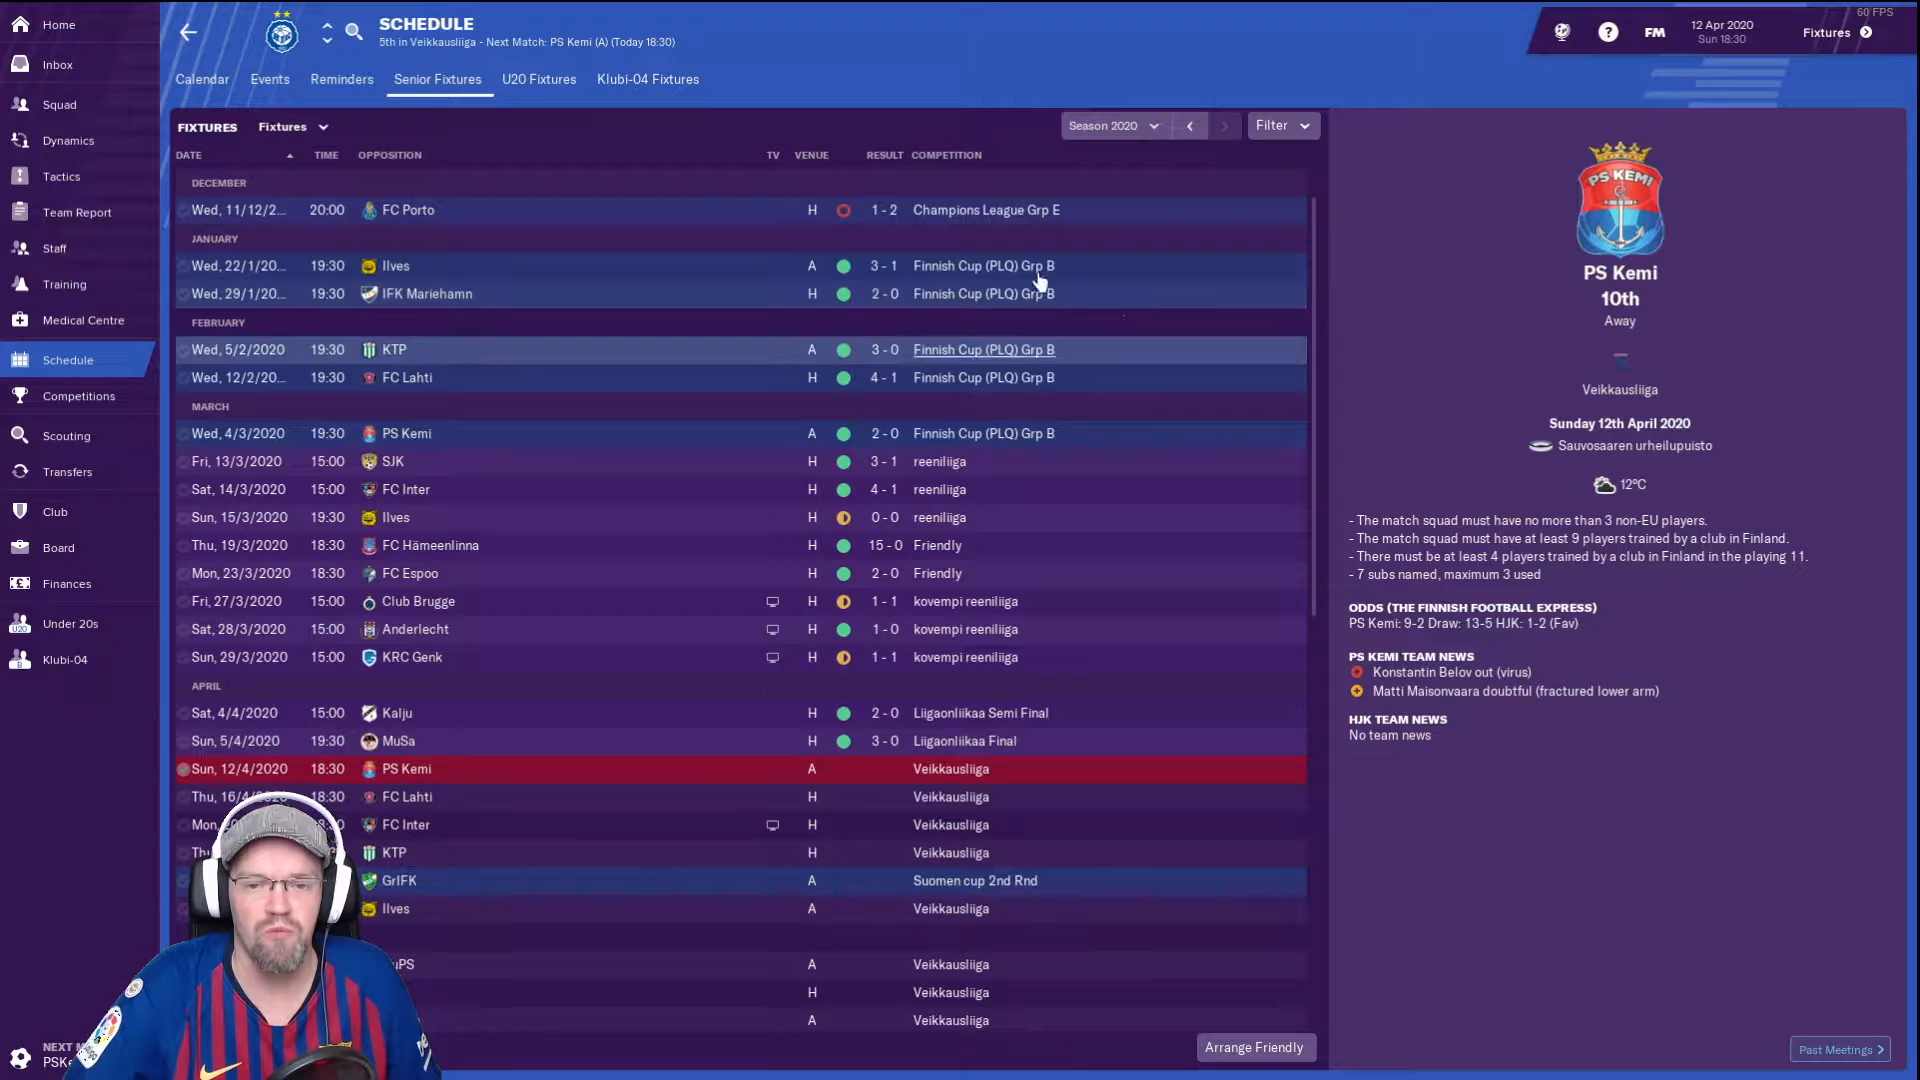 60 FPS
Home
Inbox
Squad
Dynamics
Tactics
Team Report
Staff
Training
Medical Centre
Schedule
Competitions
Scouting
Transfers
Club
Board
Finances
U20 Under 20s
B Klubi-04
SCHEDULE
5th in Veikkausliiga - Next Match: PS Kemi (A) (Today 18:30)
? FM
12 Apr 2020
Sun 18:30
Fixtures
Calendar Events Reminders Senior Fixtures U20 Fixtures Klubi-04 Fixtures
FIXTURES Fixtures Season 2020 Filter
DATE TIME OPPOSITION TV VENUE RESULT COMPETITION
DECEMBER
Wed, 11/12/2... 20:00 FC Porto H 1 - 2 Champions League Grp E
JANUARY
Wed, 22/1/20... 19:30 Ilves A 3 - 1 Finnish Cup (PLQ) Grp B
Wed, 29/1/20... 19:30 IFK Mariehamn H 2 - 0 Finnish Cup (PLQ) Grp B
FEBRUARY
Wed, 5/2/2020 19:30 KTP A 3 - 0 Finnish Cup (PLQ) Grp B
Wed, 12/2/20... 19:30 FC Lahti H 4 - 1 Finnish Cup (PLQ) Grp B
MARCH
Wed, 4/3/2020 19:30 PS Kemi A 2 - 0 Finnish Cup (PLQ) Grp B
Fri, 13/3/2020 15:00 SJK H 3 - 1 reeniliiga
Sat, 14/3/2020 15:00 FC Inter H 4 - 1 reeniliiga
Sun, 15/3/2020 19:30 Ilves H 0 - 0 reeniliiga
Thu, 19/3/2020 18:30 FC Hämeenlinna H 15 - 0 Friendly
Mon, 23/3/2020 18:30 FC Espoo H 2 - 0 Friendly
Fri, 27/3/2020 15:00 Club Brugge H 1 - 1 kovempi reeniliiga
Sat, 28/3/2020 15:00 Anderlecht H 1 - 0 kovempi reeniliiga
Sun, 29/3/2020 15:00 KRC Genk H 1 - 1 kovempi reeniliiga
APRIL
Sat, 4/4/2020 15:00 Kalju H 2 - 0 Liigaonliikaa Semi Final
Sun, 5/4/2020 19:30 MuSa H 3 - 0 Liigaonliikaa Final
Sun, 12/4/2020 18:30 PS Kemi A Veikkausliiga
Thu, 18:30 FC Lahti H Veikkausliiga
Mon, FC Inter H Veikkausliiga
KTP H Veikkausliiga
GrIFK A Suomen cup 2nd Rnd
Ilves A Veikkausliiga
A Veikkausliiga
H Veikkausliiga
A Veikkausliiga
Arrange Friendly
PS KEMI
PS Kemi
10th
Away
Veikkausliiga
Sunday 12th April 2020
Sauvosaaren urheilupuisto
12°C
- The match squad must have no more than 3 non-EU players.
- The match squad must have at least 9 players trained by a club in Finland.
- There must be at least 4 players trained by a club in Finland in the playing 11.
- 7 subs named, maximum 3 used
ODDS (THE FINNISH FOOTBALL EXPRESS)
PS Kemi: 9-2 Draw: 13-5 HJK: 1-2 (Fav)
PS KEMI TEAM NEWS
Konstantin Belov out (virus)
Matti Maisonvaara doubtful (fractured lower arm)
HJK TEAM NEWS
No team news
Past Meetings
NEXT